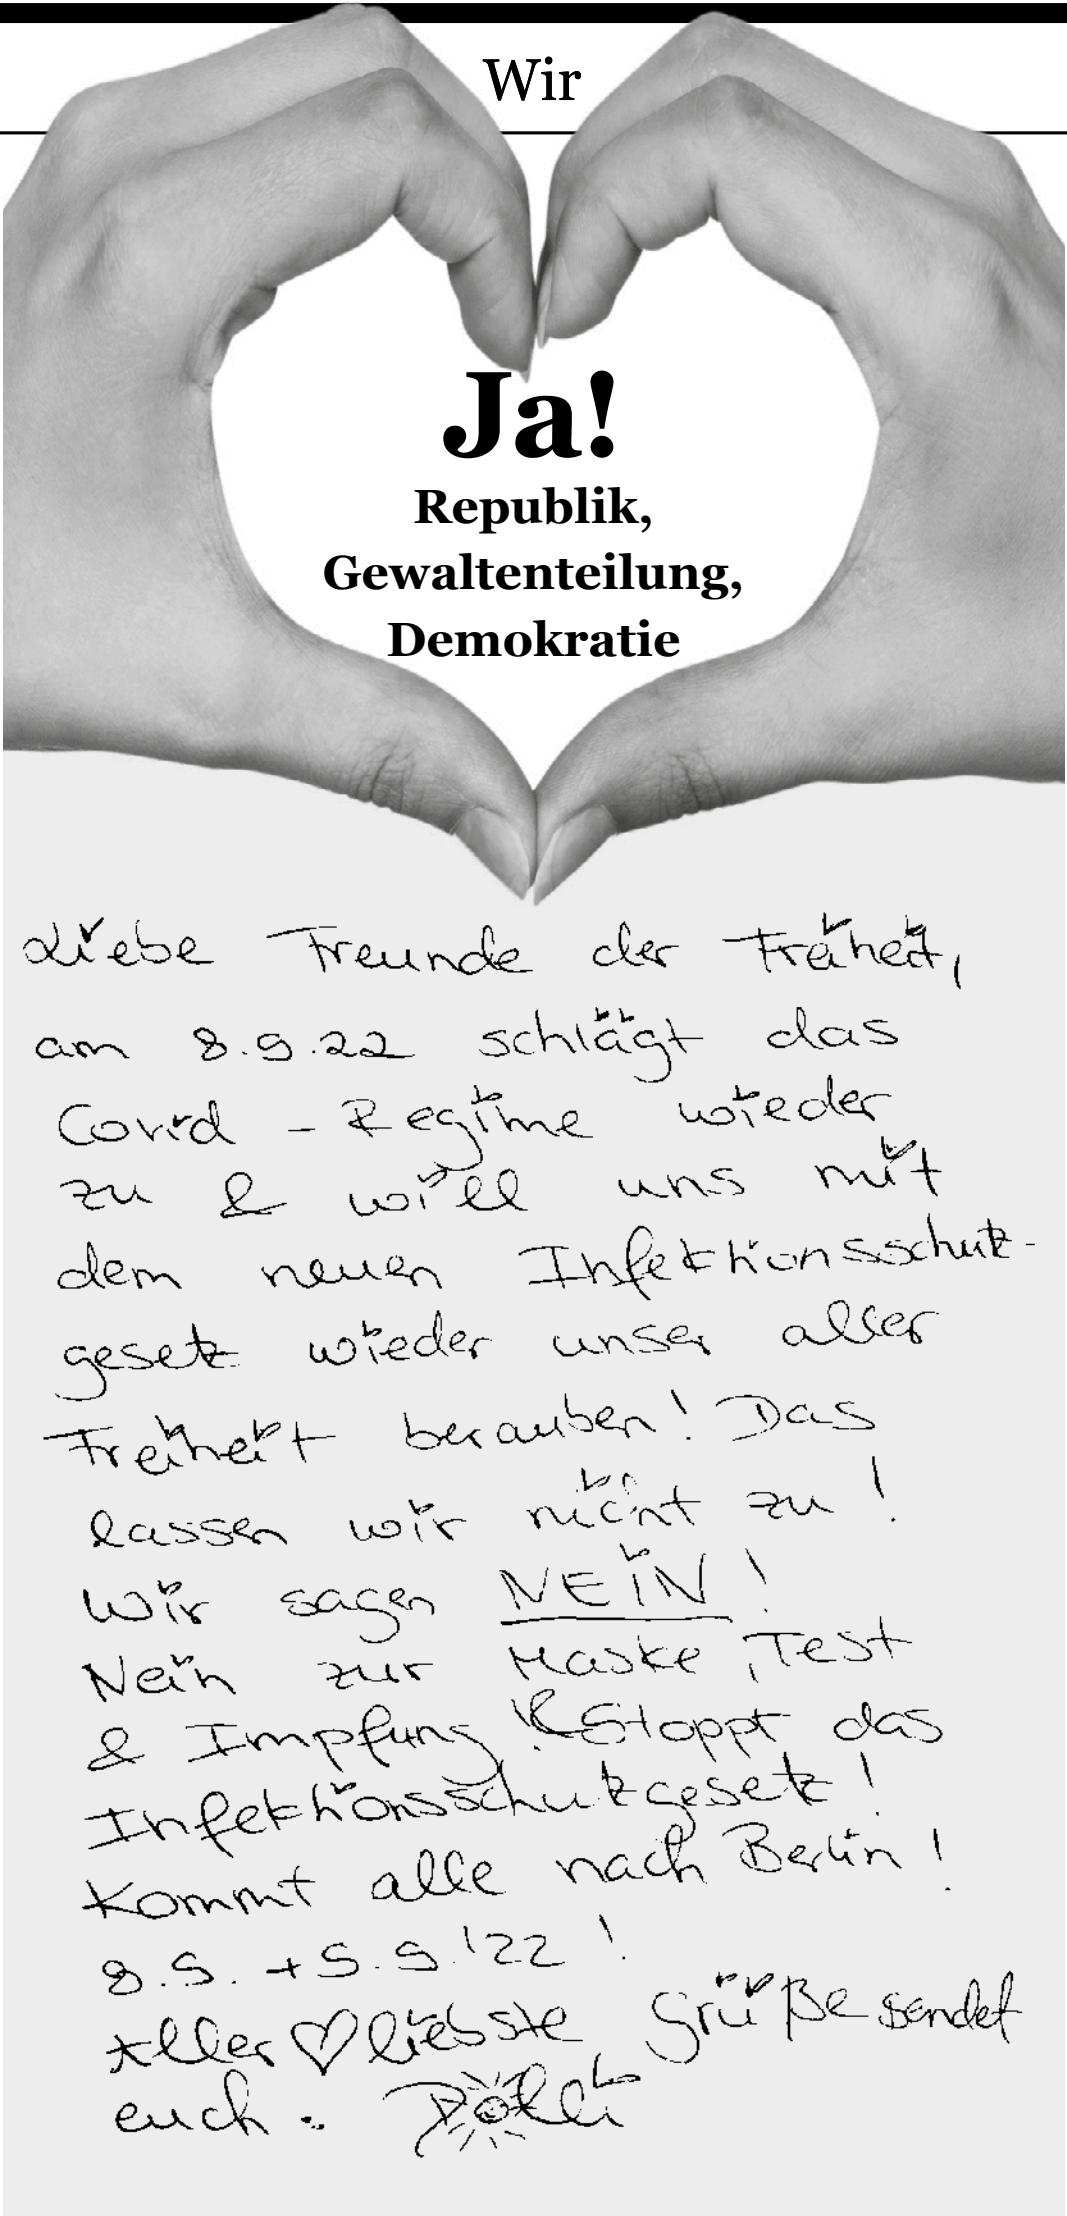 Wir
Ja!
Republik,
Gewaltenteilung,
Demokratie
Liebe Freunde der Freiheit,
am 8.9.22 schlägt das
Covid - Regime wieder
zu & will uns mit
dem neuen Infektionsschutz-
gesetz wieder unser aller
Freiheit berauben! Das
lassen wir nicht zu!
Wir sagen NEIN!
Nein zur Maske, Test
& Impfung! & Stoppt das
Infektionsschutzgesetz!
Kommt alle nach Berlin!
8.9. + 9.9.'22!
Aller♡liebste Grüße sendet
euch: